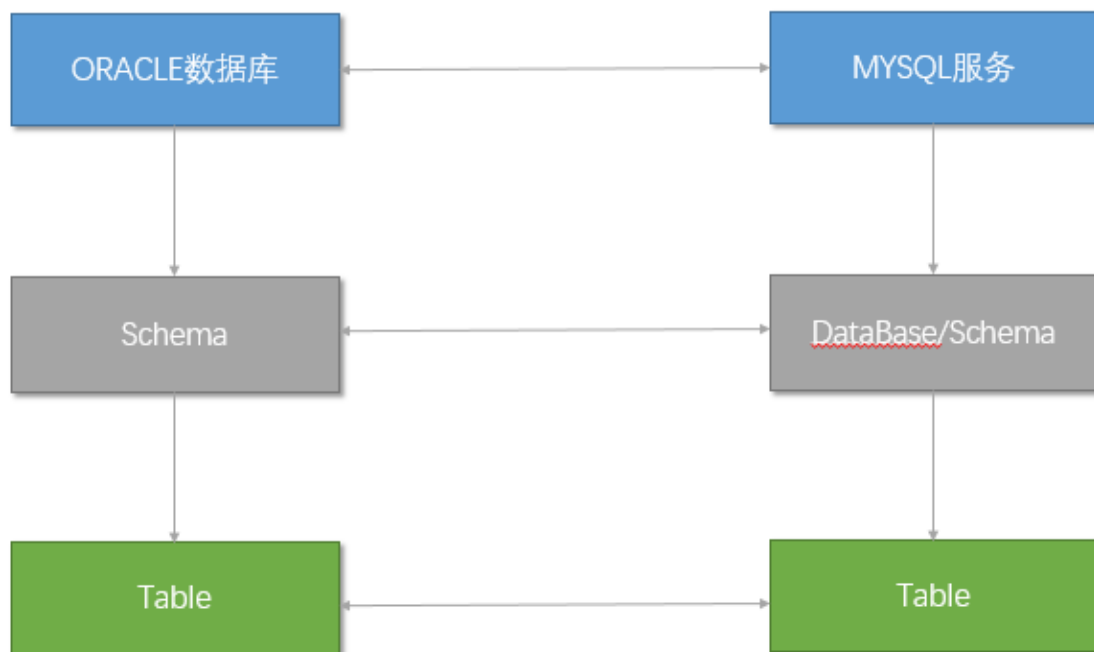 ORACLE数据库
MYSQL服务
Schema
DataBase/Schema
Table
Table